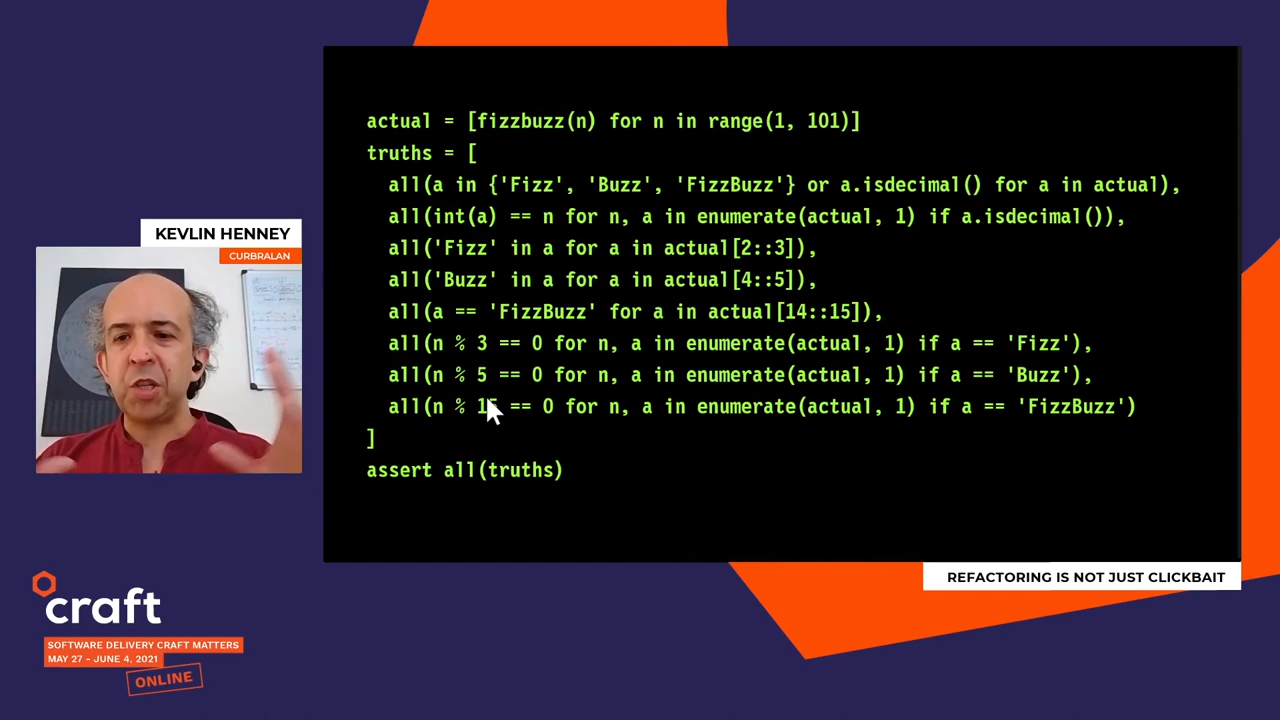 KEVLIN HENNEY
CURBRALAN
actual = [fizzbuzz(n) for n in range(1, 101)]
truths = [
all(a in {'Fizz', 'Buzz', 'FizzBuzz'} or a.isdecimal() for a in actual),
all(int(a) == n for n, a in enumerate(actual, 1) if a.isdecimal()),
all('Fizz' in a for a in actual[2::3]),
all('Buzz' in a for a in actual[4::5]),
all(a == 'FizzBuzz' for a in actual[14::15]),
all(n % 3 == 0 for n, a in enumerate(actual, 1) if a == 'Fizz'),
all(n % 5 == 0 for n, a in enumerate(actual, 1) if a == 'Buzz'),
all(n % 15 == 0 for n, a in enumerate(actual, 1) if a == 'FizzBuzz')
]
assert all(truths)
REFACTORING IS NOT JUST CLICKBAIT
craft
SOFTWARE DELIVERY CRAFT MATTERS
MAY 27 - JUNE 4, 2021
ONLINE